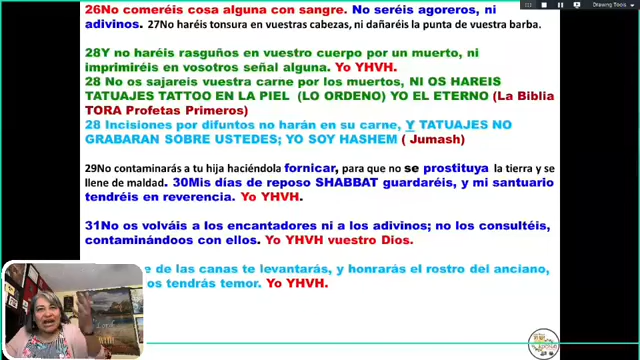 26No comeréis cosa alguna con sangre. No seréis agoreros, ni
adivinos. 27No haréis tonsura en vuestras cabezas, ni dañaréis la punta de vuestra barba.
28Y no haréis rasguños en vuestro cuerpo por un muerto, ni
imprimiréis en vosotros señal alguna. Yo YHVH.
28 No os sajareis vuestra carne por los muertos, NI OS HAREIS
TATUAJES TATTOO EN LA PIEL (LO ORDENO) YO EL ETERNO (La Biblia
TORA Profetas Primeros)
28 Incisiones por difuntos no harán en su carne, Y TATUAJES NO
GRABARAN SOBRE USTEDES; YO SOY HASHEM ( Jumash)
29No contaminarás a tu hija haciéndola fornicar, para que no se prostituya la tierra y se
llene de maldad. 30Mis días de reposo SHABBAT guardaréis, y mi santuario
tendréis en reverencia. Yo YHVH.
31No os volváis a los encantadores ni a los adivinos; no los consultéis,
contaminándoos con ellos. Yo YHVH vuestro Dios.
de las canas te levantarás, y honrarás el rostro del anciano,
os tendrás temor. Yo YHVH.
Drawing Tools